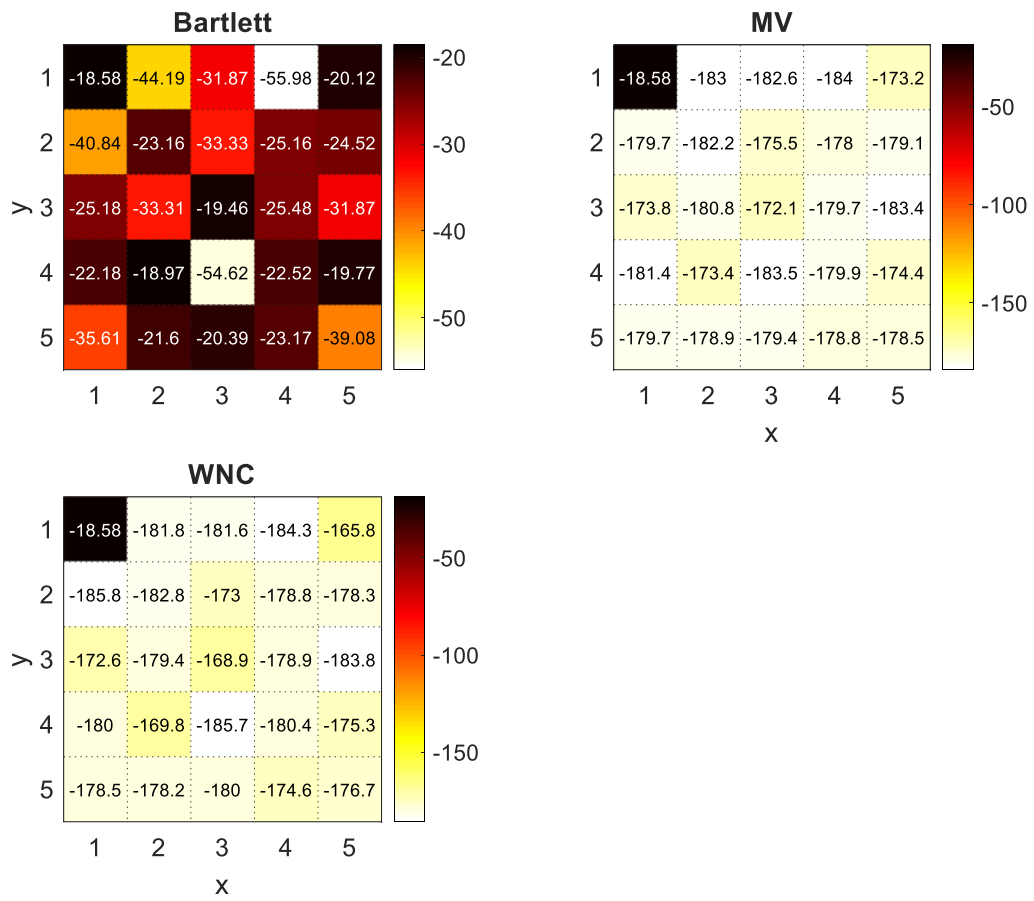 Bartlett
1 -18.58 -44.19 -31.87 -55.98 -20.12
2 -40.84 -23.16 -33.33 -25.16 -24.52
y 3 -25.18 -33.31 -19.46 -25.48 -31.87
4 -22.18 -18.97 -54.62 -22.52 -19.77
5 -35.61 -21.6 -20.39 -23.17 -39.08
1 2 3 4 5
-20
-30
-40
-50
MV
1 -18.58 -183 -182.6 -184 -173.2
2 -179.7 -182.2 -175.5 -178 -179.1
3 -173.8 -180.8 -172.1 -179.7 -183.4
4 -181.4 -173.4 -183.5 -179.9 -174.4
5 -179.7 -178.9 -179.4 -178.8 -178.5
1 2 3 4 5
x
-50
-100
-150
WNC
1 -18.58 -181.8 -181.6 -184.3 -165.8
2 -185.8 -182.8 -173 -178.8 -178.3
y 3 -172.6 -179.4 -168.9 -178.9 -183.8
4 -180 -169.8 -185.7 -180.4 -175.3
5 -178.5 -178.2 -180 -174.6 -176.7
1 2 3 4 5
x
-50
-100
-150